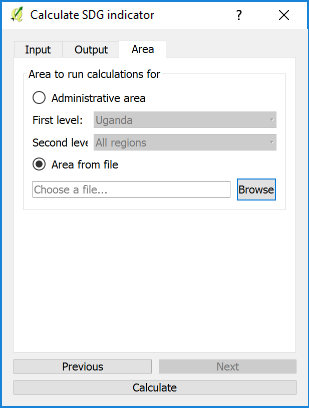 Calculate SDG indicator ?
Input Output Area
Area to run calculations for
Administrative area
First level: Uganda
Second leve All regions
Area from file
Choose a file... Browse
Previous Next
Calculate